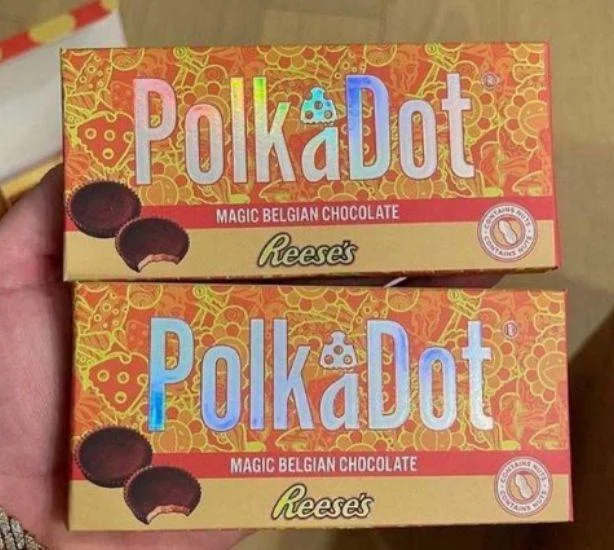 PolkaDot
MAGIC BELGIAN CHOCOLATE
Reese's
CONTAINS NUTS
CONTAINS NUTS
PolkaDot
MAGIC BELGIAN CHOCOLATE
Reese's
CONTAINS NUTS
CONTAINS NUTS